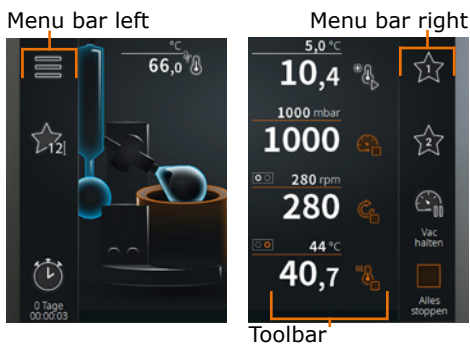 Menu bar left
Menu bar right
°C
66,0
12
0 Tage
00:00:03
5,0 °C
10,4
1000 mbar
1000
280 rpm
280
44 °C
40,7
1
2
Vac
halten
Alles
stoppen
Toolbar